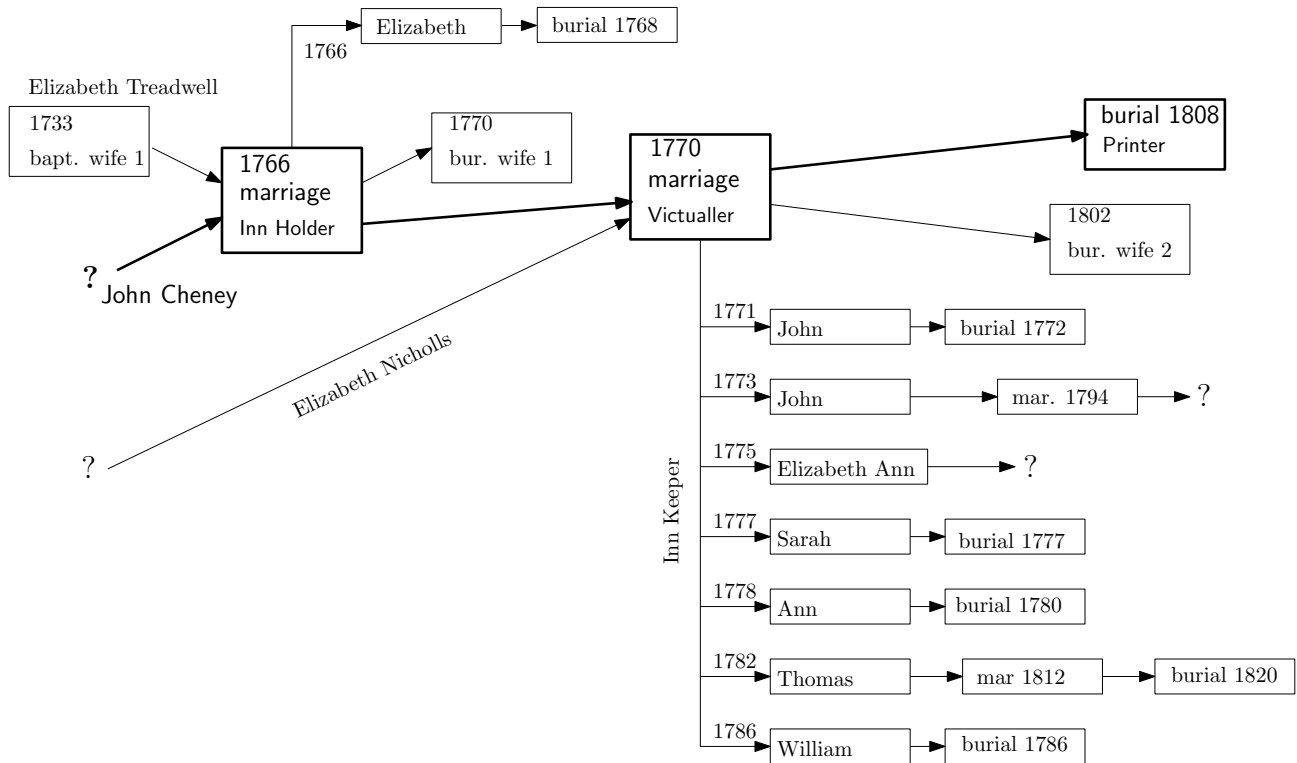 Elizabeth
burial 1768
1766
Elizabeth Treadwell
1733
bapt. wife 1
1770
bur. wife 1
1766
marriage
Inn Holder
1770
marriage
Victualler
burial 1808
Printer
1802
bur. wife 2
?
John Cheney
Elizabeth Nicholls
?
Inn Keeper
1771
John
burial 1772
1773
John
mar. 1794
?
1775
Elizabeth Ann
?
1777
Sarah
burial 1777
1778
Ann
burial 1780
1782
Thomas
mar 1812
burial 1820
1786
William
burial 1786